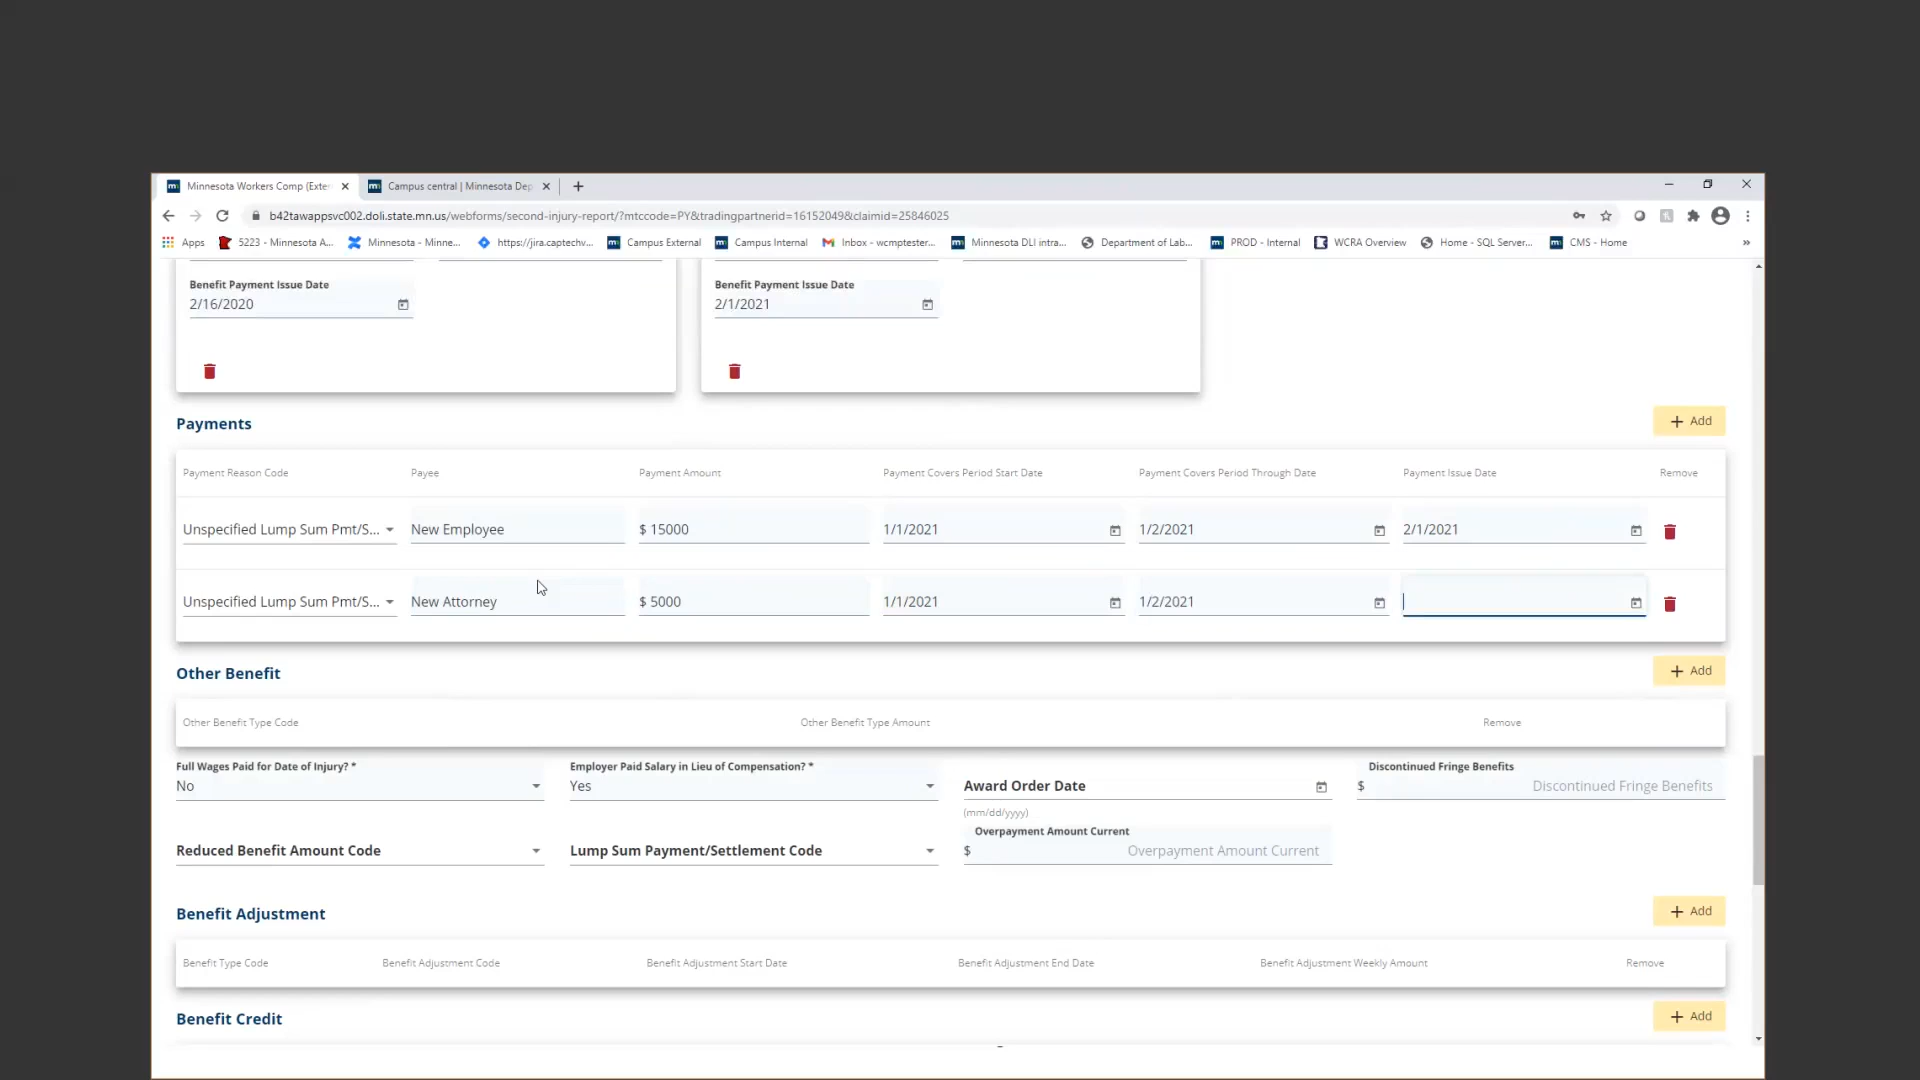 Minnesota Workers Comp (Exter
Campus central | Minnesota Dep
b42tawappsvc002.doli.state.mn.us/webforms/second-injury-report/?mtccode=PY&tradingpartnerid=16152049&claimid=25846025
Apps 5223 - Minnesota A... Minnesota - Minne... https://jira.captechv... Campus External Campus Internal Inbox - wcmptester... Minnesota DLI intra... Department of Lab... PROD - Internal WCRA Overview Home - SQL Server... CMS - Home »
Benefit Payment Issue Date Benefit Payment Issue Date
2/16/2020 2/1/2021
Payments + Add
Payment Reason Code Payee Payment Amount Payment Covers Period Start Date Payment Covers Period Through Date Payment Issue Date Remove
Unspecified Lump Sum Pmt/S... New Employee $ 15000 1/1/2021 1/2/2021 2/1/2021
Unspecified Lump Sum Pmt/S... New Attorney $ 5000 1/1/2021 1/2/2021
Other Benefit + Add
Other Benefit Type Code Other Benefit Type Amount Remove
Full Wages Paid for Date of Injury? * Employer Paid Salary in Lieu of Compensation? * Discontinued Fringe Benefits
No Yes Award Order Date $ Discontinued Fringe Benefits
(mm/dd/yyyy)
Overpayment Amount Current
Reduced Benefit Amount Code Lump Sum Payment/Settlement Code $ Overpayment Amount Current
Benefit Adjustment + Add
Benefit Type Code Benefit Adjustment Code Benefit Adjustment Start Date Benefit Adjustment End Date Benefit Adjustment Weekly Amount Remove
Benefit Credit + Add